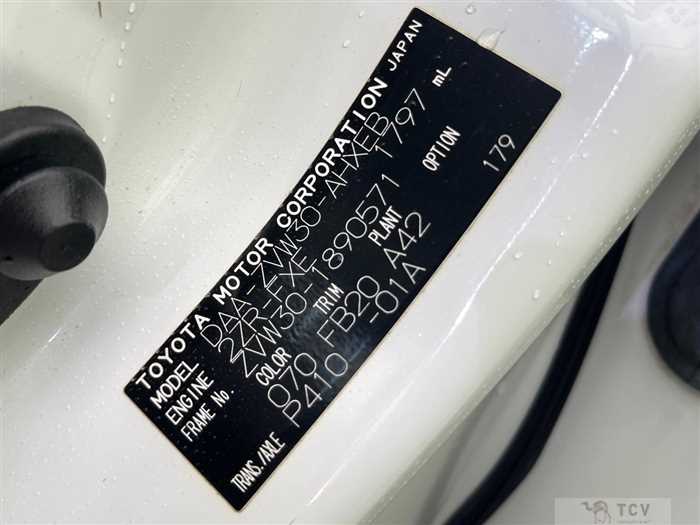 TOYOTA MOTOR CORPORATION JAPAN
MODEL DAA-ZVW30-AHXEB
ENGINE 2ZR-FXE 1797 mL
FRAME No. ZVW30-1890571
COLOR TRIM PLANT OPTION
070 FB20 A42 179
TRANS./AXLE P410 -01A
TCV